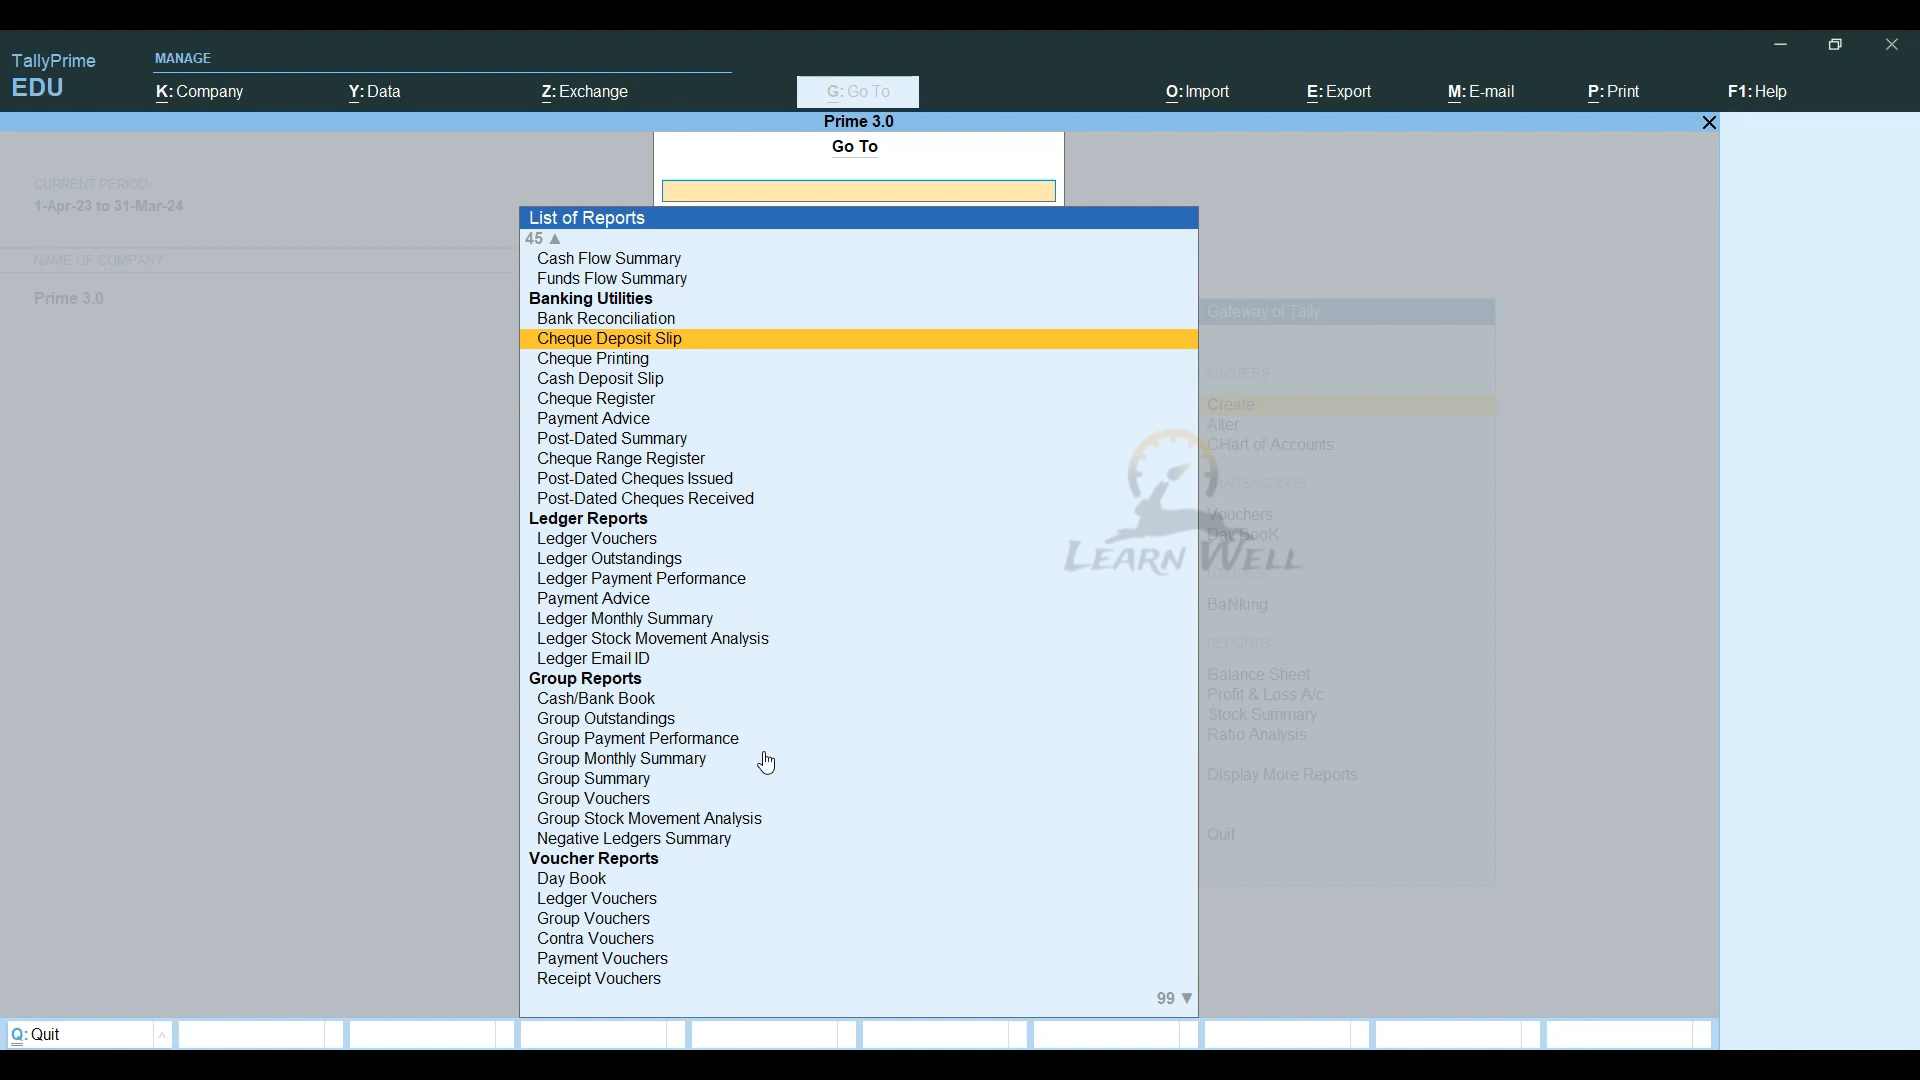 TallyPrime
EDU
MANAGE
K: Company
Y: Data
Z: Exchange
G: Go To
O: Import
E: Export
M: E-mail
P: Print
F1: Help
Prime 3.0
Go To
CURRENT PERIOD
1-Apr-23 to 31-Mar-24
NAME OF COMPANY
Prime 3.0
List of Reports
45 ▲
Cash Flow Summary
Funds Flow Summary
Banking Utilities
Bank Reconciliation
Cheque Deposit Slip
Cheque Printing
Cash Deposit Slip
Cheque Register
Payment Advice
Post-Dated Summary
Cheque Range Register
Post-Dated Cheques Issued
Post-Dated Cheques Received
Ledger Reports
Ledger Vouchers
Ledger Outstandings
Ledger Payment Performance
Payment Advice
Ledger Monthly Summary
Ledger Stock Movement Analysis
Ledger Email ID
Group Reports
Cash/Bank Book
Group Outstandings
Group Payment Performance
Group Monthly Summary
Group Summary
Group Vouchers
Group Stock Movement Analysis
Negative Ledgers Summary
Voucher Reports
Day Book
Ledger Vouchers
Group Vouchers
Contra Vouchers
Payment Vouchers
Receipt Vouchers
99 ▼
Gateway of Tally
MASTERS
Create
Alter
CHart of Accounts
TRANSACTIONS
Vouchers
Day BooK
LEARN WELL
UTILITIES
BaNking
REPORTS
Balance Sheet
Profit & Loss A/c
Stock Summary
Ratio Analysis
Display More Reports
Quit
Q: Quit